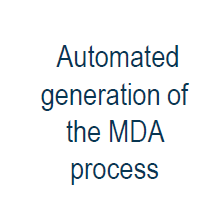 Automated
generation of
the MDA
process